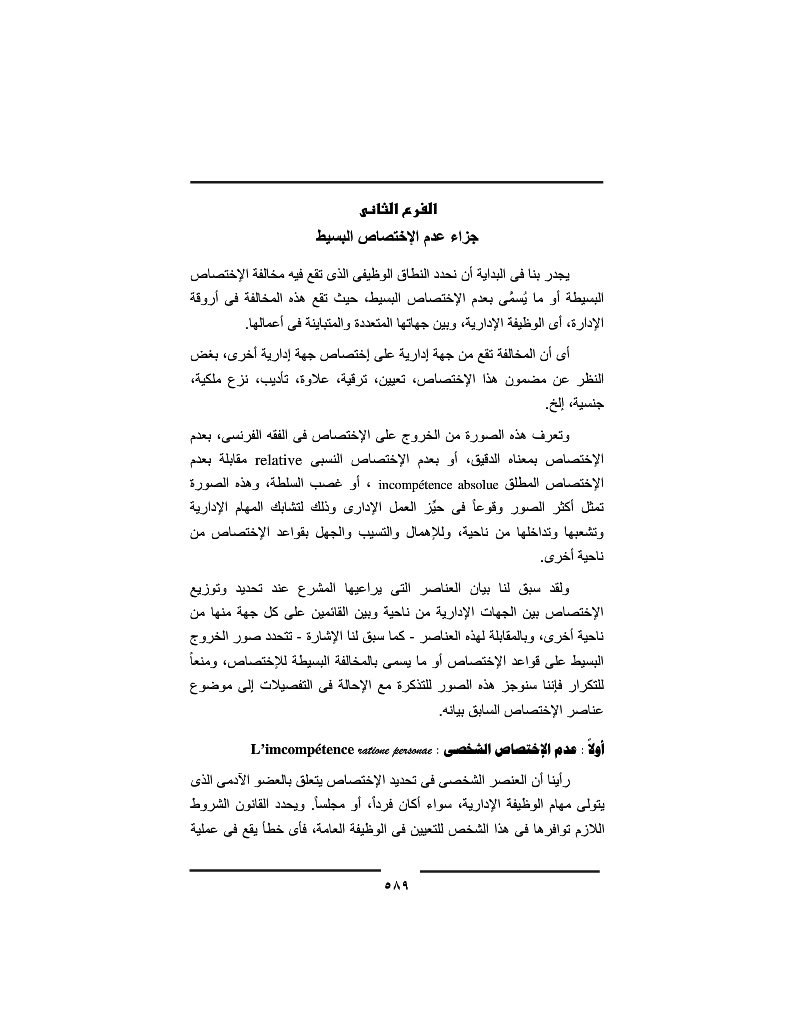 الفرع الثانى
جزاء عدم الإختصاص البسيط
يجدر بنا فى البداية أن نحدد النطاق الوظيفى الذى تقع فيه مخالفة الإختصاص
البسيطة أو ما يُسمَّى بعدم الإختصاص البسيط، حيث تقع هذه المخالفة فى أروقة
الإدارة، أى الوظيفة الإدارية، وبين جهاتها المتعددة والمتباينة فى أعمالها.
أى أن المخالفة تقع من جهة إدارية على إختصاص جهة إدارية أخرى، بغض
النظر عن مضمون هذا الإختصاص، تعيين، ترقية، علاوة، تأديب، نزع ملكية،
جنسية، إلخ.
وتعرف هذه الصورة من الخروج على الإختصاص فى الفقه الفرنسى، بعدم
الإختصاص بمعناه الدقيق، أو بعدم الإختصاص النسبى relative مقابلة بعدم
الإختصاص المطلق incompétence absolue ، أو غصب السلطة، وهذه الصورة
تمثل أكثر الصور وقوعاً فى حيِّز العمل الإدارى وذلك لتشابك المهام الإدارية
وتشعبها وتداخلها من ناحية، وللإهمال والتسيب والجهل بقواعد الإختصاص من
ناحية أخرى.
ولقد سبق لنا بيان العناصر التى يراعيها المشرع عند تحديد وتوزيع
الإختصاص بين الجهات الإدارية من ناحية وبين القائمين على كل جهة منها من
ناحية أخرى، وبالمقابلة لهذه العناصر - كما سبق لنا الإشارة - تتحدد صور الخروج
البسيط على قواعد الإختصاص أو ما يسمى بالمخالفة البسيطة للإختصاص، ومنعاً
للتكرار فإننا سنوجز هذه الصور للتذكرة مع الإحالة فى التفصيلات إلى موضوع
عناصر الإختصاص السابق بيانه.
أولاً : عدم الإختصاص الشخصى : L'imcompétence ratione personae
رأينا أن العنصر الشخصى فى تحديد الإختصاص يتعلق بالعضو الآدمى الذى
يتولى مهام الوظيفة الإدارية، سواء أكان فرداً، أو مجلساً. ويحدد القانون الشروط
اللازم توافرها فى هذا الشخص للتعيين فى الوظيفة العامة، فأى خطأ يقع فى عملية
٥٨٩